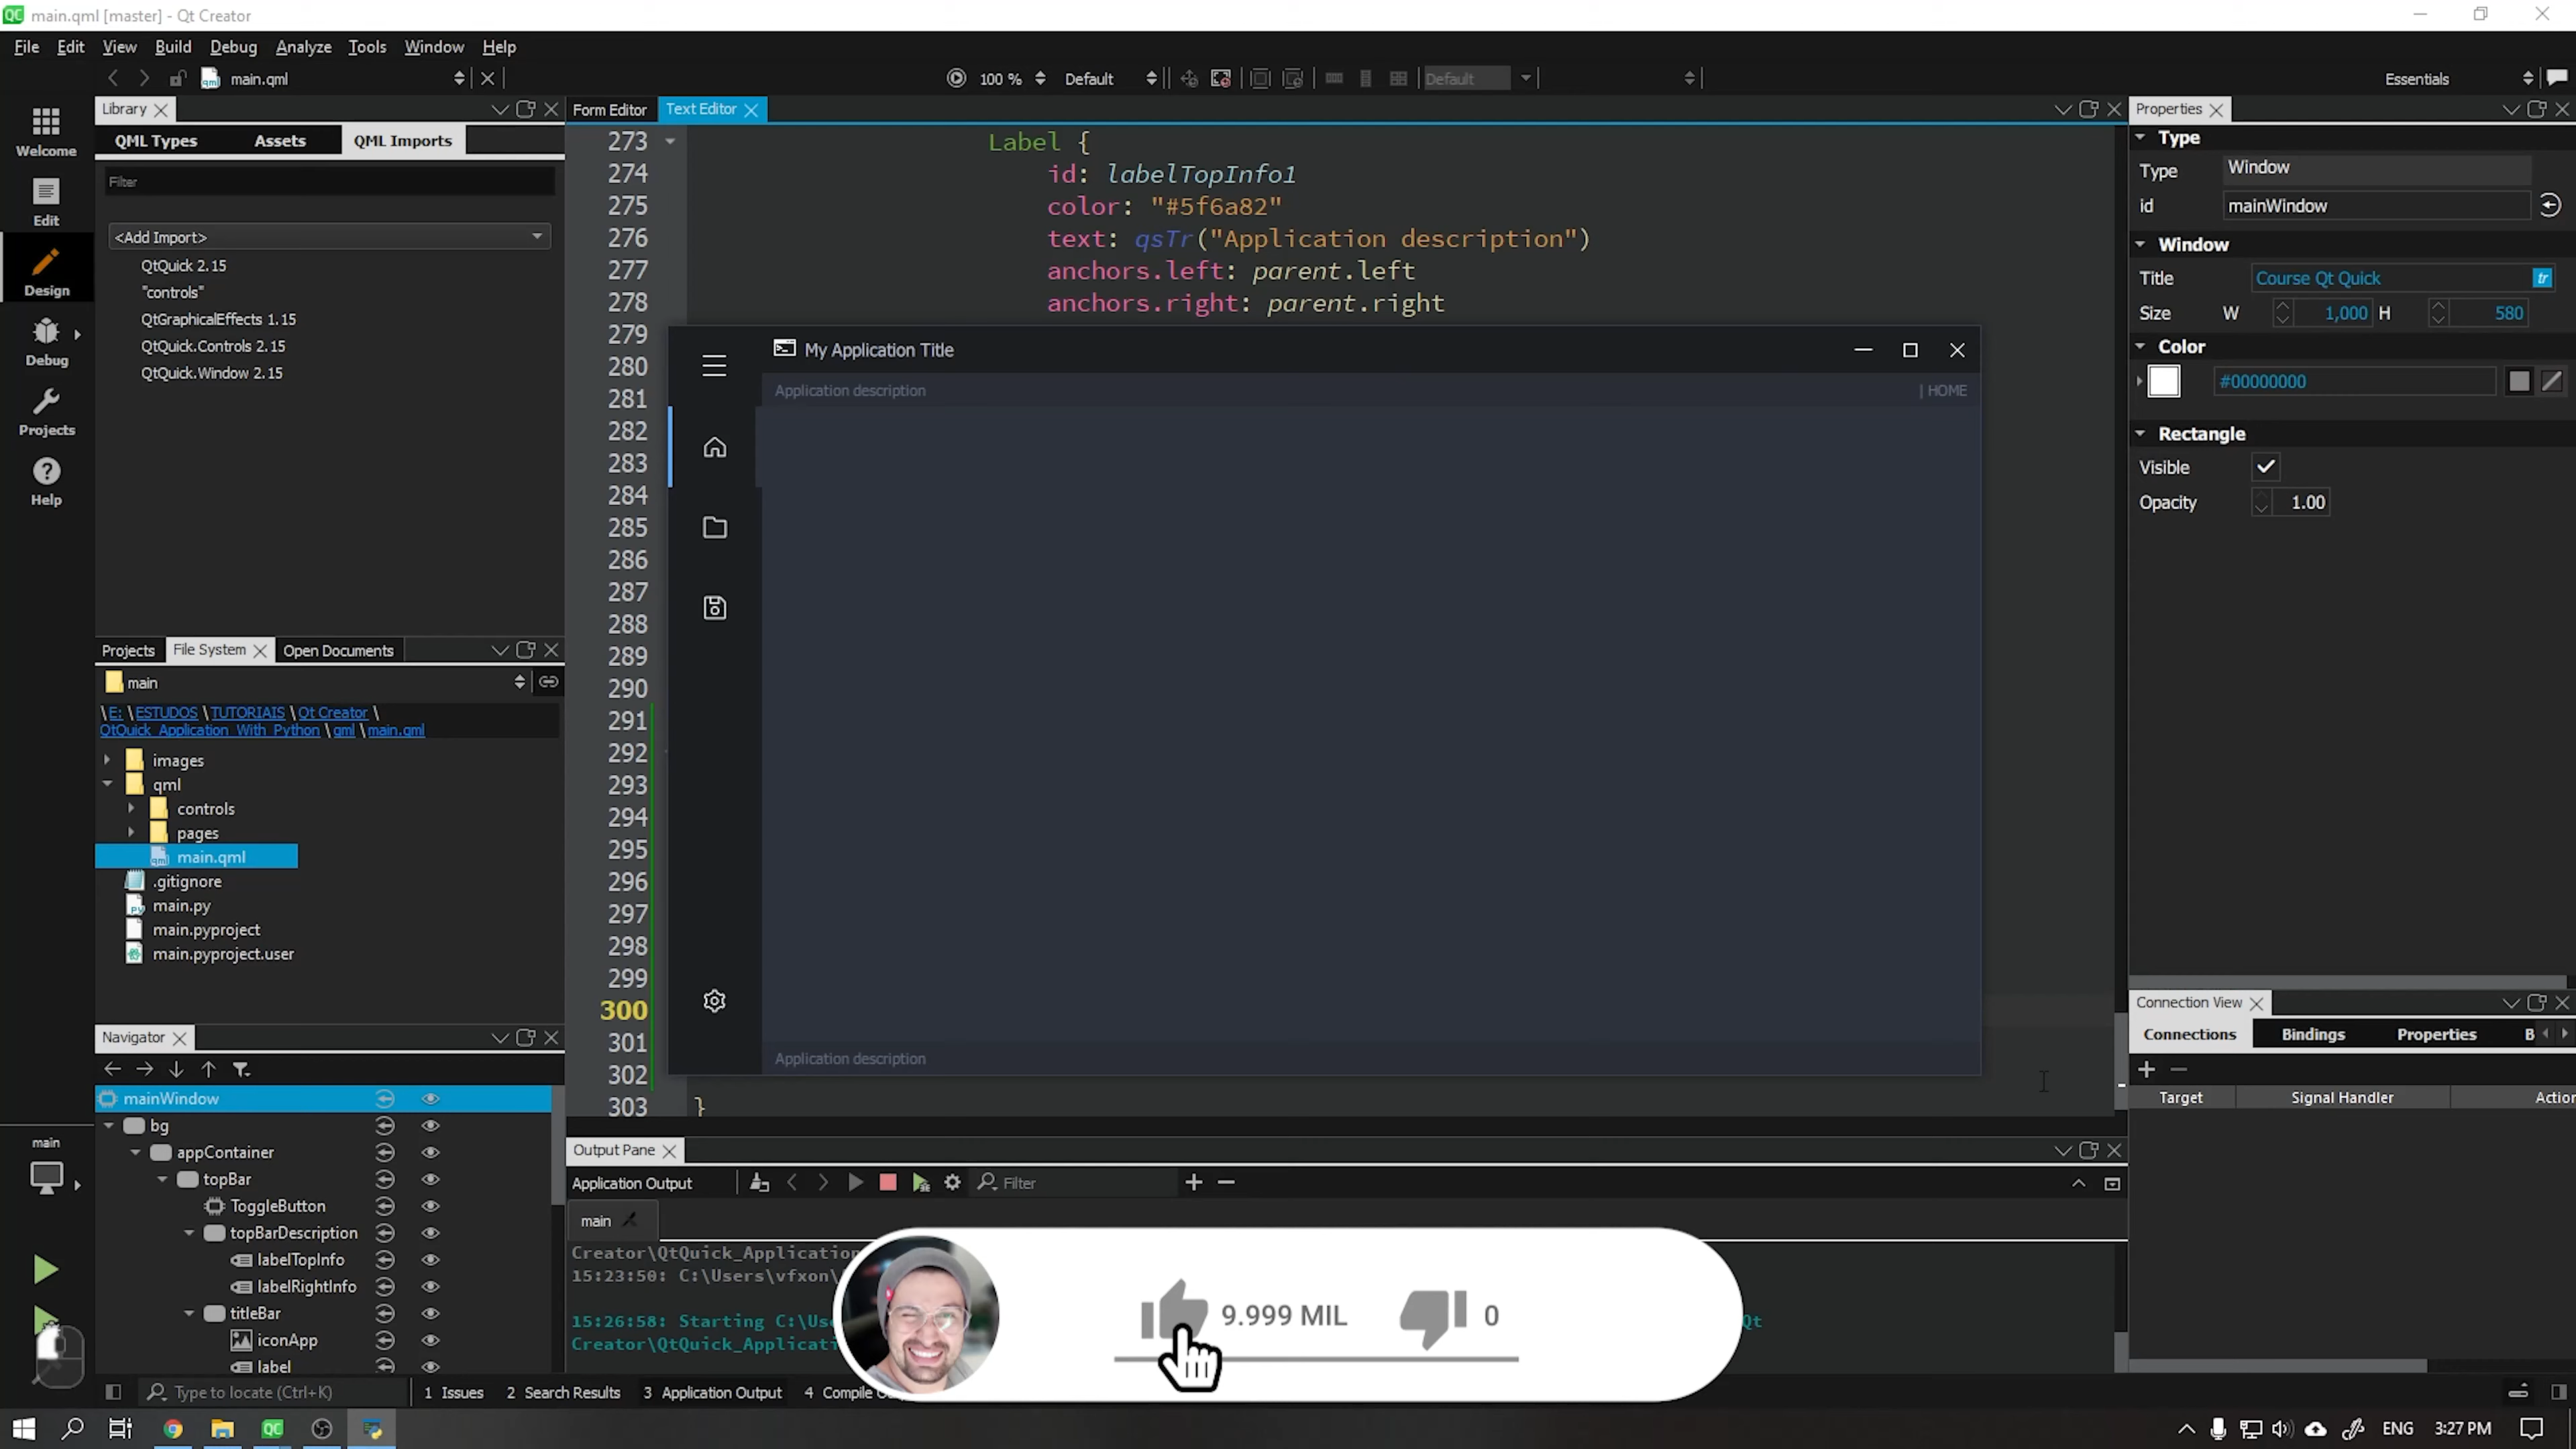 main.qml [master] - Qt Creator
File Edit View Build Debug Analyze Tools Window Help
main.qml 100 % Default Default Essentials
Library Form Editor Text Editor Properties
QML Types Assets QML Imports
Filter
<Add Import>
QtQuick 2.15
"controls"
QtGraphicalEffects 1.15
QtQuick.Controls 2.15
QtQuick.Window 2.15
Welcome
Edit
Design
Debug
Projects
Help
273 Label {
274 id: labelTopInfo1
275 color: "#5f6a82"
276 text: qsTr("Application description")
277 anchors.left: parent.left
278 anchors.right: parent.right
279
280
281
282
283
284
285
286
287
288
289
290
291
292
293
294
295
296
297
298
299
300
301
302
303 }
My Application Title
Application description | HOME
Application description
Type
Type Window
id mainWindow
Window
Title Course Qt Quick tr
Size W 1,000 H 580
Color
#00000000
Rectangle
Visible
Opacity 1.00
Projects File System Open Documents
main
\E: \ESTUDOS \TUTORIAIS \Qt Creator \
QtQuick_Application_With_Python \qml \main.qml
images
qml
controls
pages
main.qml
.gitignore
main.py
main.pyproject
main.pyproject.user
Navigator
mainWindow
bg
appContainer
topBar
ToggleButton
topBarDescription
labelTopInfo
labelRightInfo
titleBar
iconApp
label
main
Connection View
Connections Bindings Properties B
Target Signal Handler Action
Output Pane
Application Output Filter
main
Creator\QtQuick_Application
15:23:50: C:\Users\vfxon\
15:26:58: Starting C:\Use Qt
Creator\QtQuick_Applicati
9.999 MIL 0
Type to locate (Ctrl+K) 1 Issues 2 Search Results 3 Application Output 4 Compile
ENG 3:27 PM